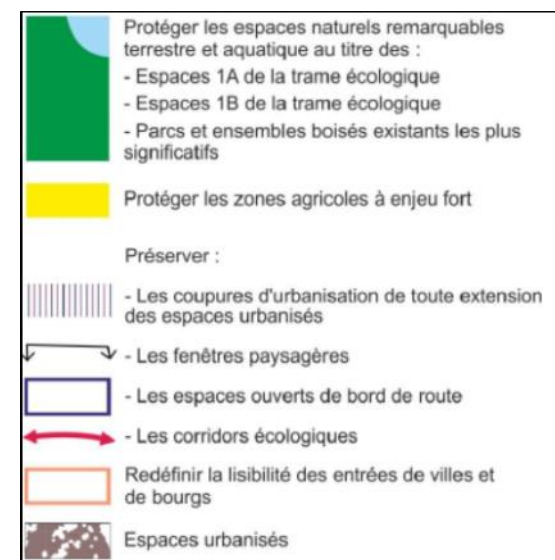 Protéger les espaces naturels remarquables
terrestre et aquatique au titre des :
- Espaces 1A de la trame écologique
- Espaces 1B de la trame écologique
- Parcs et ensembles boisés existants les plus
significatifs
Protéger les zones agricoles à enjeu fort
Préserver :
- Les coupures d'urbanisation de toute extension
des espaces urbanisés
- Les fenêtres paysagères
- Les espaces ouverts de bord de route
- Les corridors écologiques
Redéfinir la lisibilité des entrées de villes et
de bourgs
Espaces urbanisés